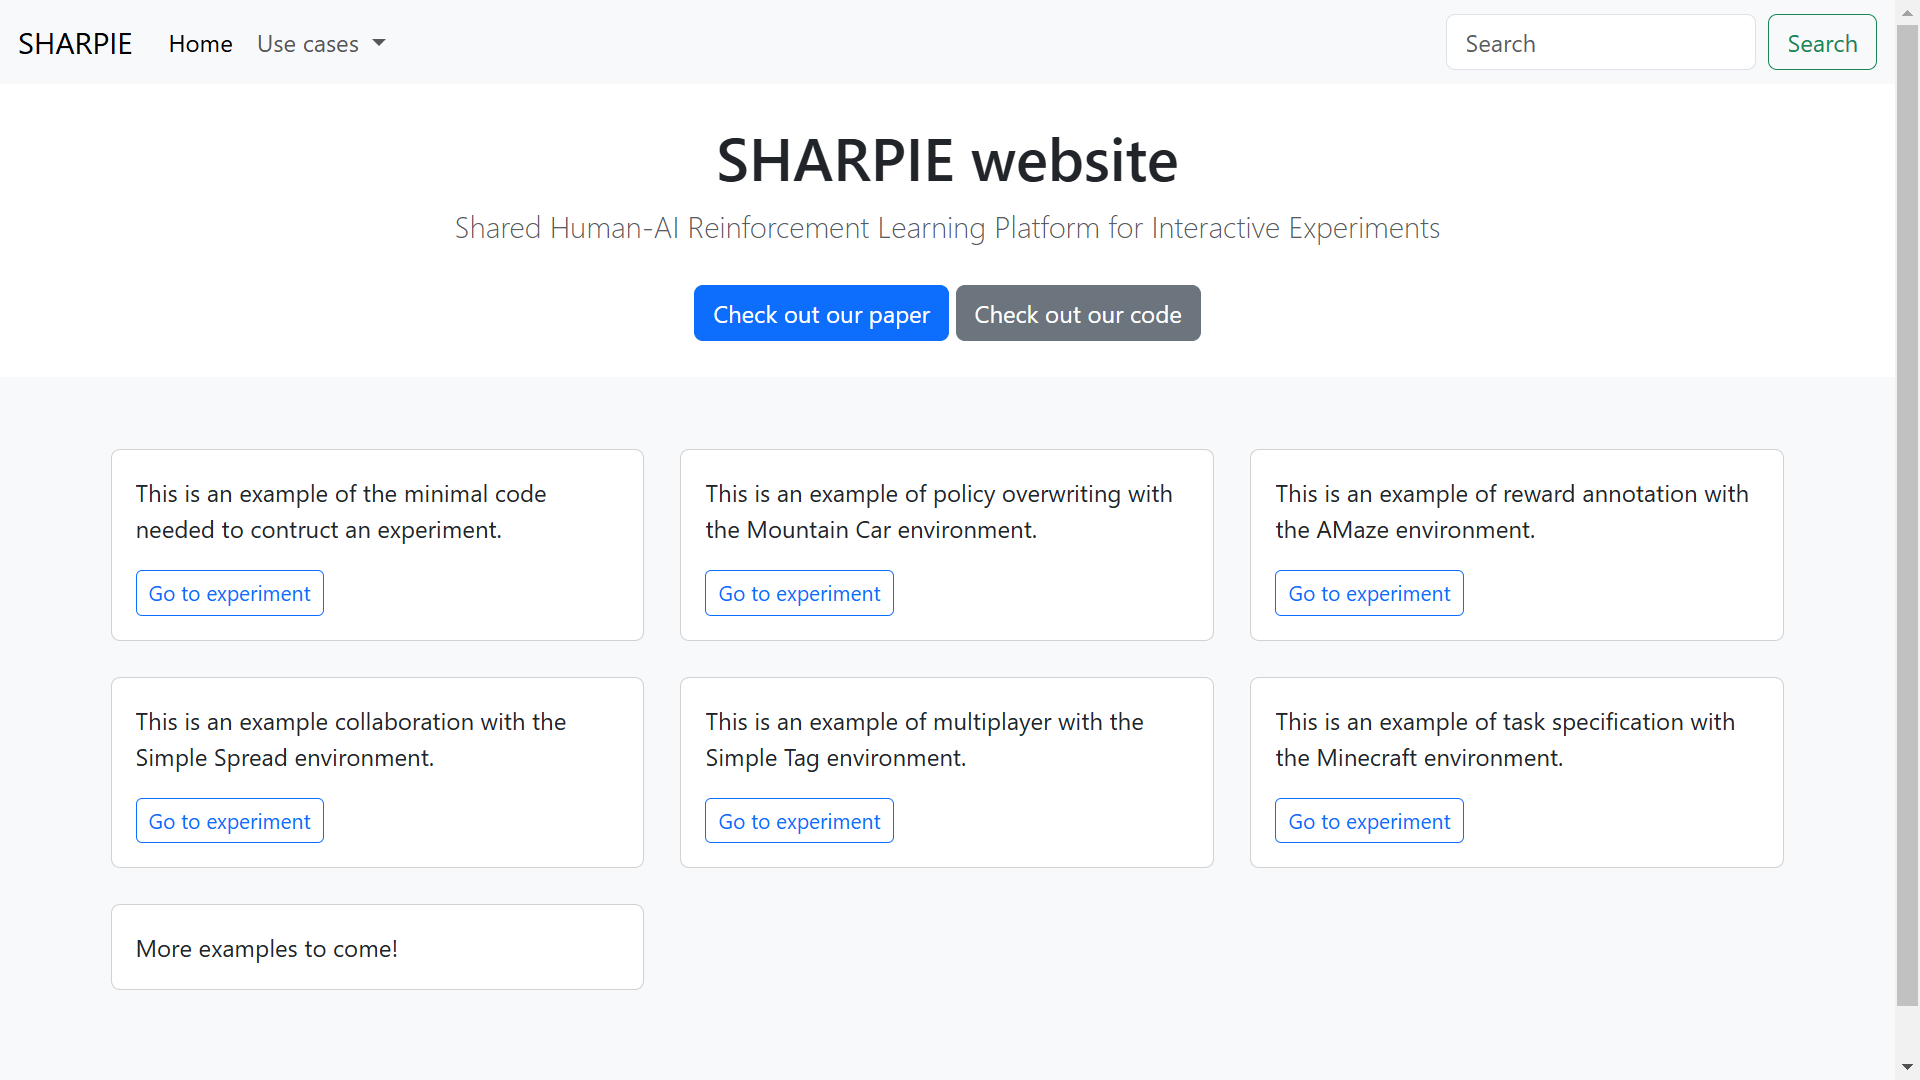 SHARPIE Home Use cases Search Search
SHARPIE website
Shared Human-AI Reinforcement Learning Platform for Interactive Experiments
Check out our paper Check out our code
This is an example of the minimal code
needed to contruct an experiment.
Go to experiment
This is an example of policy overwriting with
the Mountain Car environment.
Go to experiment
This is an example of reward annotation with
the AMaze environment.
Go to experiment
This is an example collaboration with the
Simple Spread environment.
Go to experiment
This is an example of multiplayer with the
Simple Tag environment.
Go to experiment
This is an example of task specification with
the Minecraft environment.
Go to experiment
More examples to come!